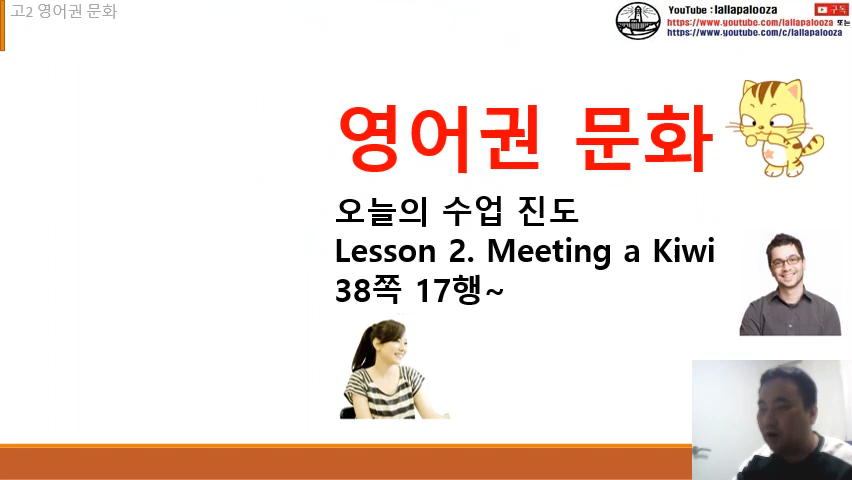 고2 영어권 문화
YouTube : lallapalooza 구독
https://www.youtube.com/lallapalooza 또는
https://www.youtube.com/c/lallapalooza
영어권 문화
오늘의 수업 진도
Lesson 2. Meeting a Kiwi
38쪽 17행~